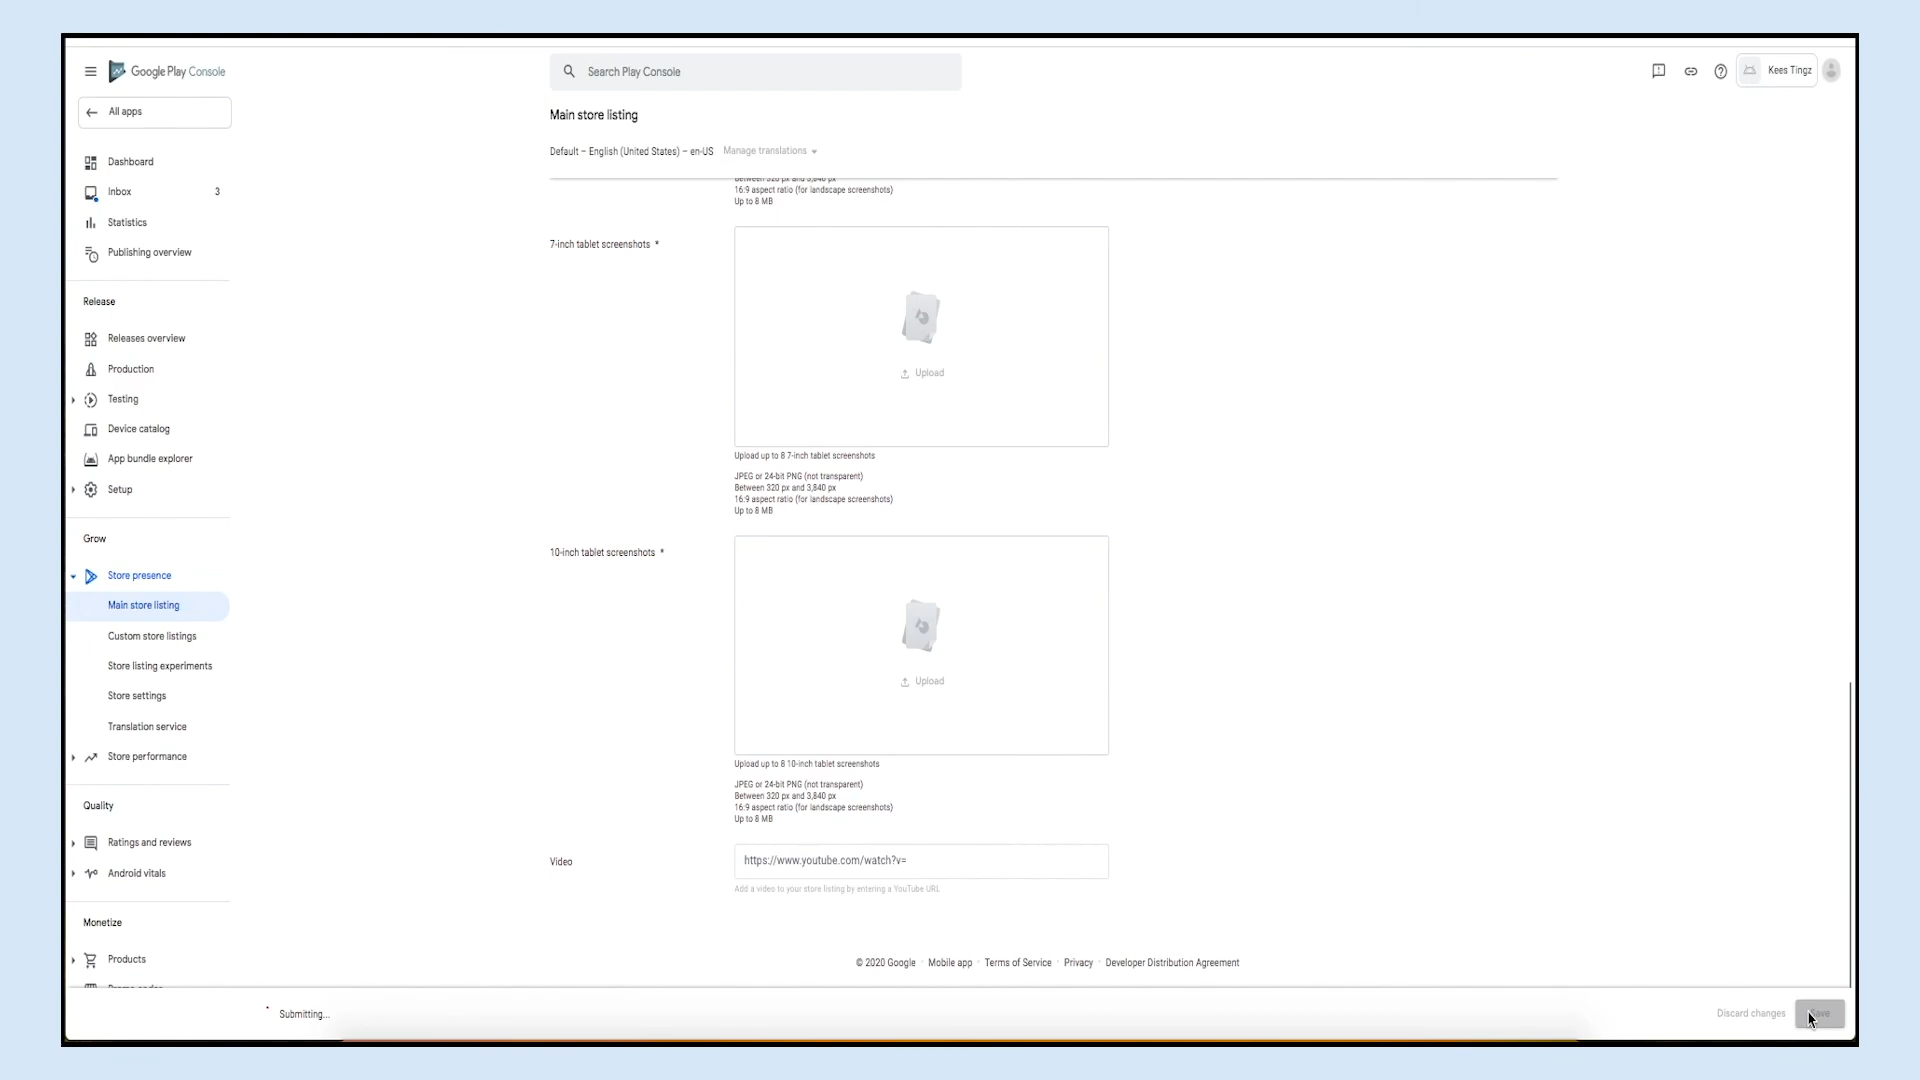 Google Play Console
Search Play Console
Kees Tingz
All apps
Main store listing
Default – English (United States) – en-US Manage translations
Dashboard
Inbox 3
Statistics
Publishing overview
Release
Releases overview
Production
Testing
Device catalog
App bundle explorer
Setup
Grow
Store presence
Main store listing
Custom store listings
Store listing experiments
Store settings
Translation service
Store performance
Quality
Ratings and reviews
Android vitals
Monetize
Products
Between 320 px and 3,840 px
16:9 aspect ratio (for landscape screenshots)
Up to 8 MB
7-inch tablet screenshots *
Upload
Upload up to 8 7-inch tablet screenshots
JPEG or 24-bit PNG (not transparent)
Between 320 px and 3,840 px
16:9 aspect ratio (for landscape screenshots)
Up to 8 MB
10-inch tablet screenshots *
Upload
Upload up to 8 10-inch tablet screenshots
JPEG or 24-bit PNG (not transparent)
Between 320 px and 3,840 px
16:9 aspect ratio (for landscape screenshots)
Up to 8 MB
Video
https://www.youtube.com/watch?v=
Add a video to your store listing by entering a YouTube URL
© 2020 Google · Mobile app · Terms of Service · Privacy · Developer Distribution Agreement
Submitting...
Discard changes